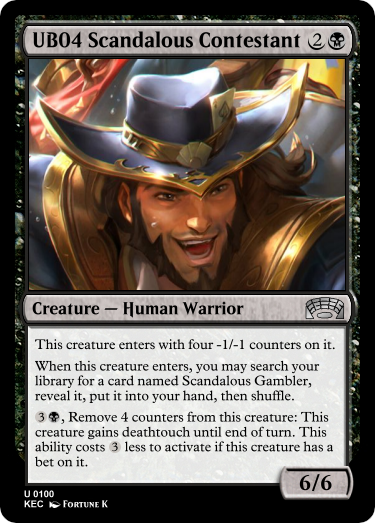 UB04 Scandalous Contestant 2
Creature — Human Warrior
This creature enters with four -1/-1 counters on it.
When this creature enters, you may search your
library for a card named Scandalous Gambler,
reveal it, put it into your hand, then shuffle.
3, Remove 4 counters from this creature: This
creature gains deathtouch until end of turn. This
ability costs 3 less to activate if this creature has a
bet on it.
6/6
U 0100
KEC Fortune K